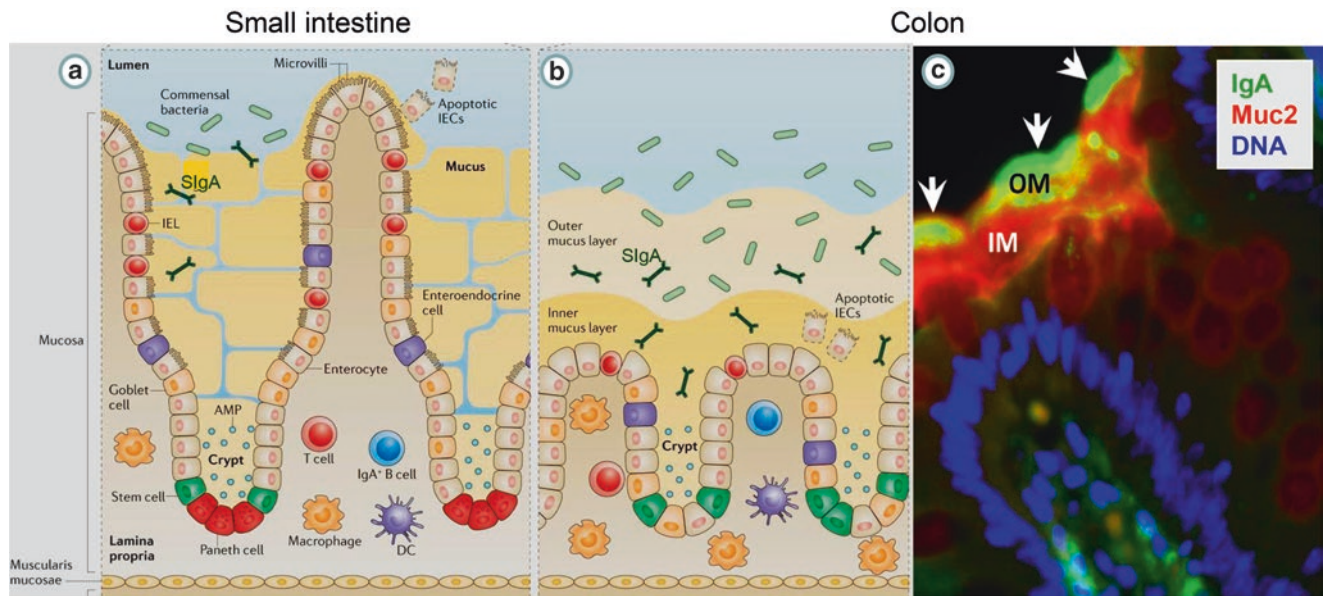 Small intestine
Colon
a
Lumen
Microvilli
Commensal
bacteria
Apoptotic
IECs
SIgA
Mucus
IEL
Mucosa
Enteroendocrine
cell
Enterocyte
Goblet
cell
AMP
Crypt
T cell
IgA+ B cell
Stem cell
Paneth cell
Macrophage
DC
Lamina
propria
Muscularis
mucosae
b
Outer
mucus layer
SIgA
Apoptotic
IECs
Inner
mucus layer
Crypt
c
IgA
Muc2
DNA
OM
IM